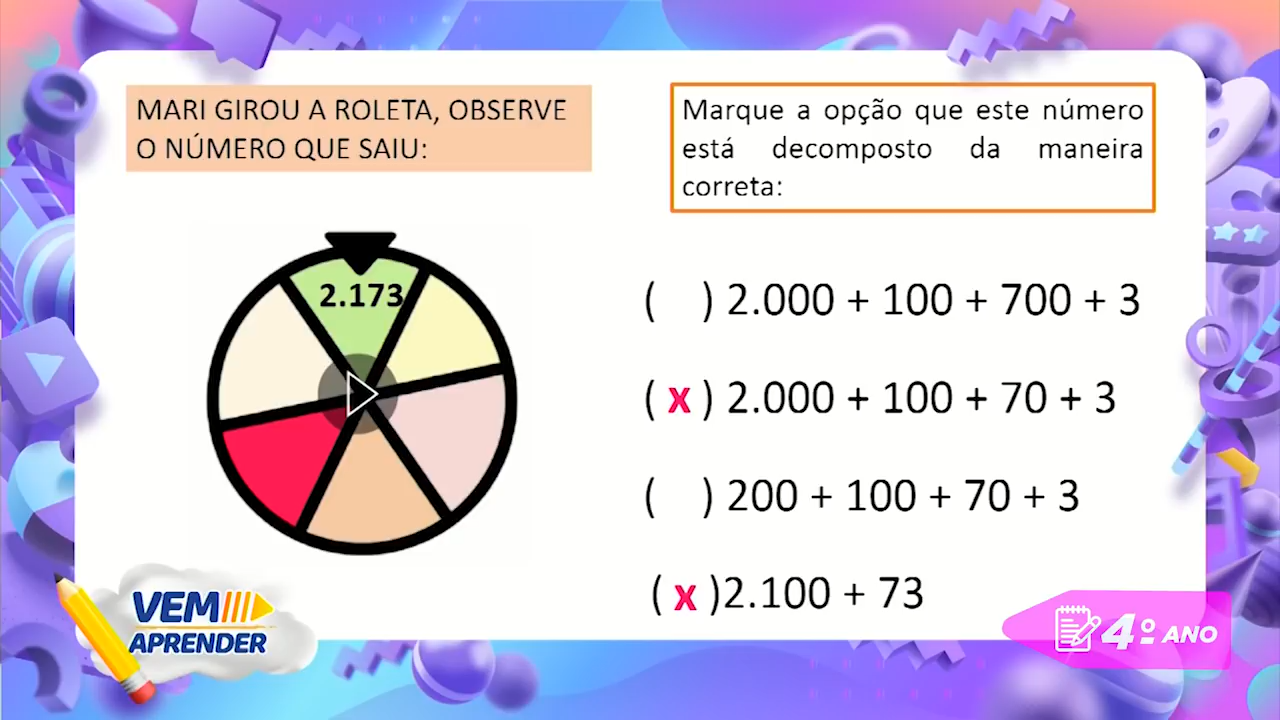 MARI GIROU A ROLETA, OBSERVE
O NÚMERO QUE SAIU:
2.173
Marque a opção que este número
está decomposto da maneira
correta:
( ) 2.000 + 100 + 700 + 3
( x ) 2.000 + 100 + 70 + 3
( ) 200 + 100 + 70 + 3
( x )2.100 + 73
VEM
APRENDER
4º ANO